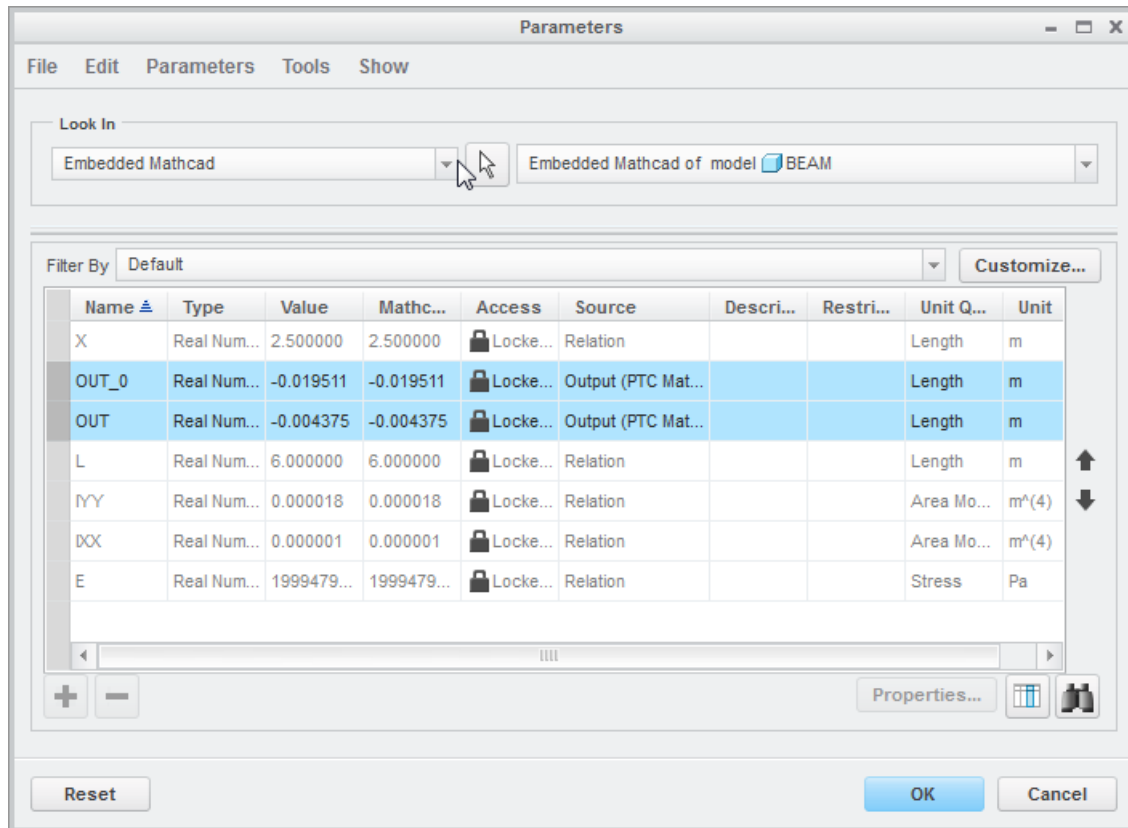 Parameters
File Edit Parameters Tools Show
Look In
Embedded Mathcad Embedded Mathcad of model BEAM
Filter By Default Customize...
Name Type Value Mathc... Access Source Descri... Restri... Unit Q... Unit
X Real Num... 2.500000 2.500000 Locke... Relation Length m
OUT_0 Real Num... -0.019511 -0.019511 Locke... Output (PTC Mat... Length m
OUT Real Num... -0.004375 -0.004375 Locke... Output (PTC Mat... Length m
L Real Num... 6.000000 6.000000 Locke... Relation Length m
IYY Real Num... 0.000018 0.000018 Locke... Relation Area Mo... m^(4)
IXX Real Num... 0.000001 0.000001 Locke... Relation Area Mo... m^(4)
E Real Num... 1999479... 1999479... Locke... Relation Stress Pa
Properties...
Reset OK Cancel